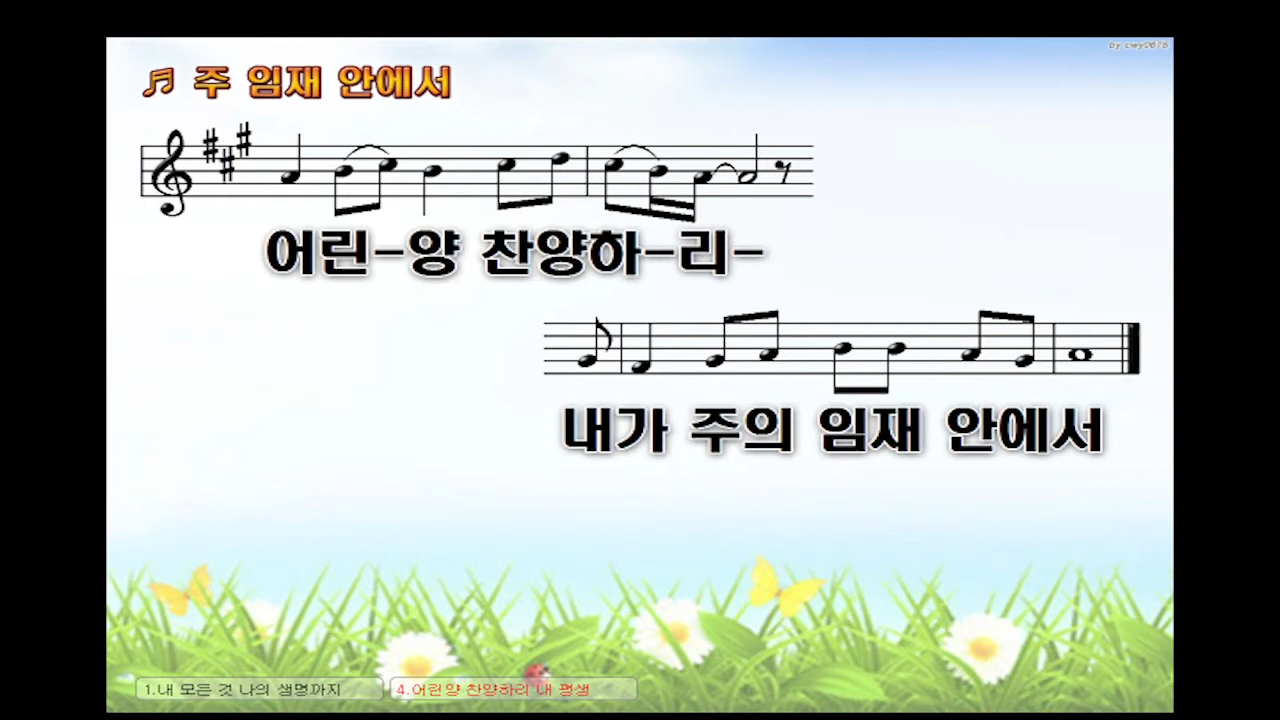 by cwy0675
♬ 주 임재 안에서
어린-양 찬양하-리-
내가 주의 임재 안에서
1.내 모든 것 나의 생명까지
4.어린양 찬양하리 내 평생